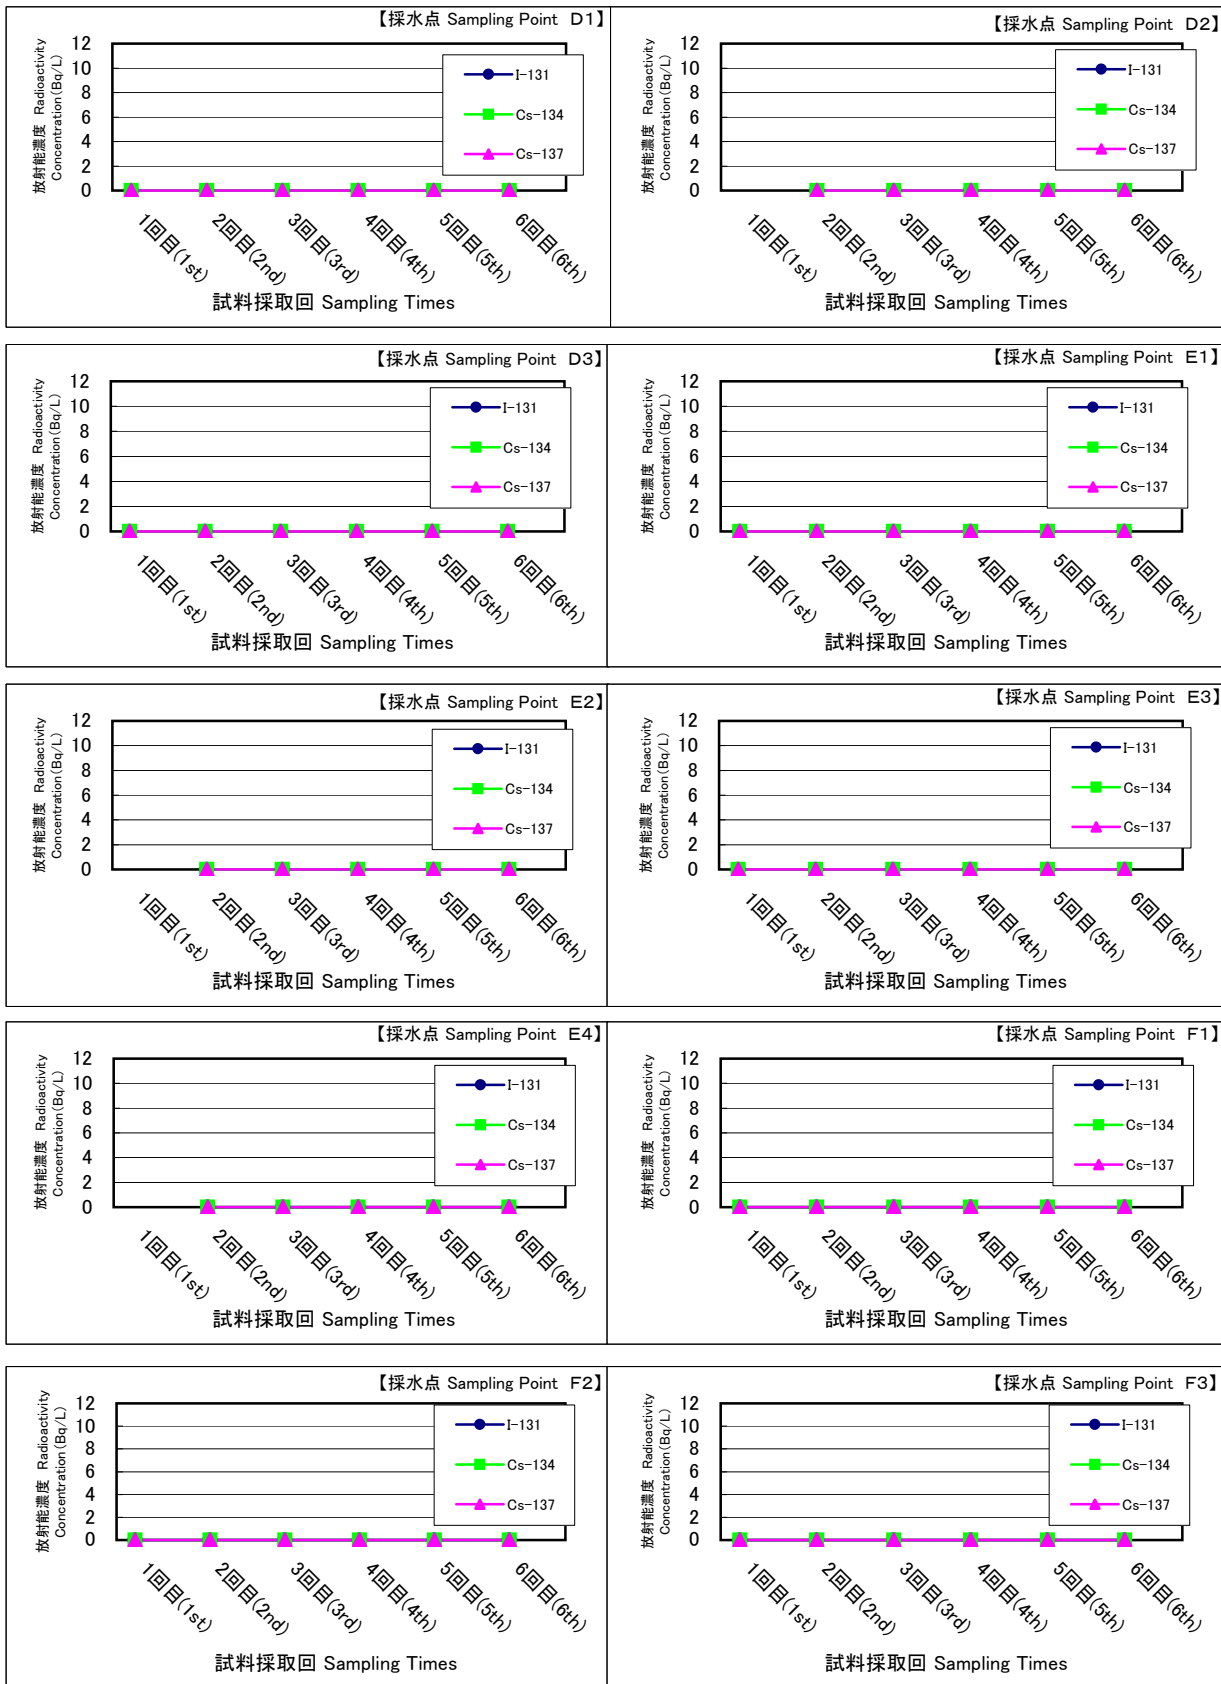 【採水点 Sampling Point D1】
放射能濃度 Radioactivity
Concentration(Bq/L)
12
10
8
6
4
2
0
I-131
Cs-134
Cs-137
1回目(1st)
2回目(2nd)
3回目(3rd)
4回目(4th)
5回目(5th)
6回目(6th)
試料採取回 Sampling Times
【採水点 Sampling Point D2】
放射能濃度 Radioactivity
Concentration(Bq/L)
12
10
8
6
4
2
0
I-131
Cs-134
Cs-137
1回目(1st)
2回目(2nd)
3回目(3rd)
4回目(4th)
5回目(5th)
6回目(6th)
試料採取回 Sampling Times
【採水点 Sampling Point D3】
放射能濃度 Radioactivity
Concentration(Bq/L)
12
10
8
6
4
2
0
I-131
Cs-134
Cs-137
1回目(1st)
2回目(2nd)
3回目(3rd)
4回目(4th)
5回目(5th)
6回目(6th)
試料採取回 Sampling Times
【採水点 Sampling Point E1】
放射能濃度 Radioactivity
Concentration(Bq/L)
12
10
8
6
4
2
0
I-131
Cs-134
Cs-137
1回目(1st)
2回目(2nd)
3回目(3rd)
4回目(4th)
5回目(5th)
6回目(6th)
試料採取回 Sampling Times
【採水点 Sampling Point E2】
放射能濃度 Radioactivity
Concentration(Bq/L)
12
10
8
6
4
2
0
I-131
Cs-134
Cs-137
1回目(1st)
2回目(2nd)
3回目(3rd)
4回目(4th)
5回目(5th)
6回目(6th)
試料採取回 Sampling Times
【採水点 Sampling Point E3】
放射能濃度 Radioactivity
Concentration(Bq/L)
12
10
8
6
4
2
0
I-131
Cs-134
Cs-137
1回目(1st)
2回目(2nd)
3回目(3rd)
4回目(4th)
5回目(5th)
6回目(6th)
試料採取回 Sampling Times
【採水点 Sampling Point E4】
放射能濃度 Radioactivity
Concentration(Bq/L)
12
10
8
6
4
2
0
I-131
Cs-134
Cs-137
1回目(1st)
2回目(2nd)
3回目(3rd)
4回目(4th)
5回目(5th)
6回目(6th)
試料採取回 Sampling Times
【採水点 Sampling Point F1】
放射能濃度 Radioactivity
Concentration(Bq/L)
12
10
8
6
4
2
0
I-131
Cs-134
Cs-137
1回目(1st)
2回目(2nd)
3回目(3rd)
4回目(4th)
5回目(5th)
6回目(6th)
試料採取回 Sampling Times
【採水点 Sampling Point F2】
放射能濃度 Radioactivity
Concentration(Bq/L)
12
10
8
6
4
2
0
I-131
Cs-134
Cs-137
1回目(1st)
2回目(2nd)
3回目(3rd)
4回目(4th)
5回目(5th)
6回目(6th)
試料採取回 Sampling Times
【採水点 Sampling Point F3】
放射能濃度 Radioactivity
Concentration(Bq/L)
12
10
8
6
4
2
0
I-131
Cs-134
Cs-137
1回目(1st)
2回目(2nd)
3回目(3rd)
4回目(4th)
5回目(5th)
6回目(6th)
試料採取回 Sampling Times